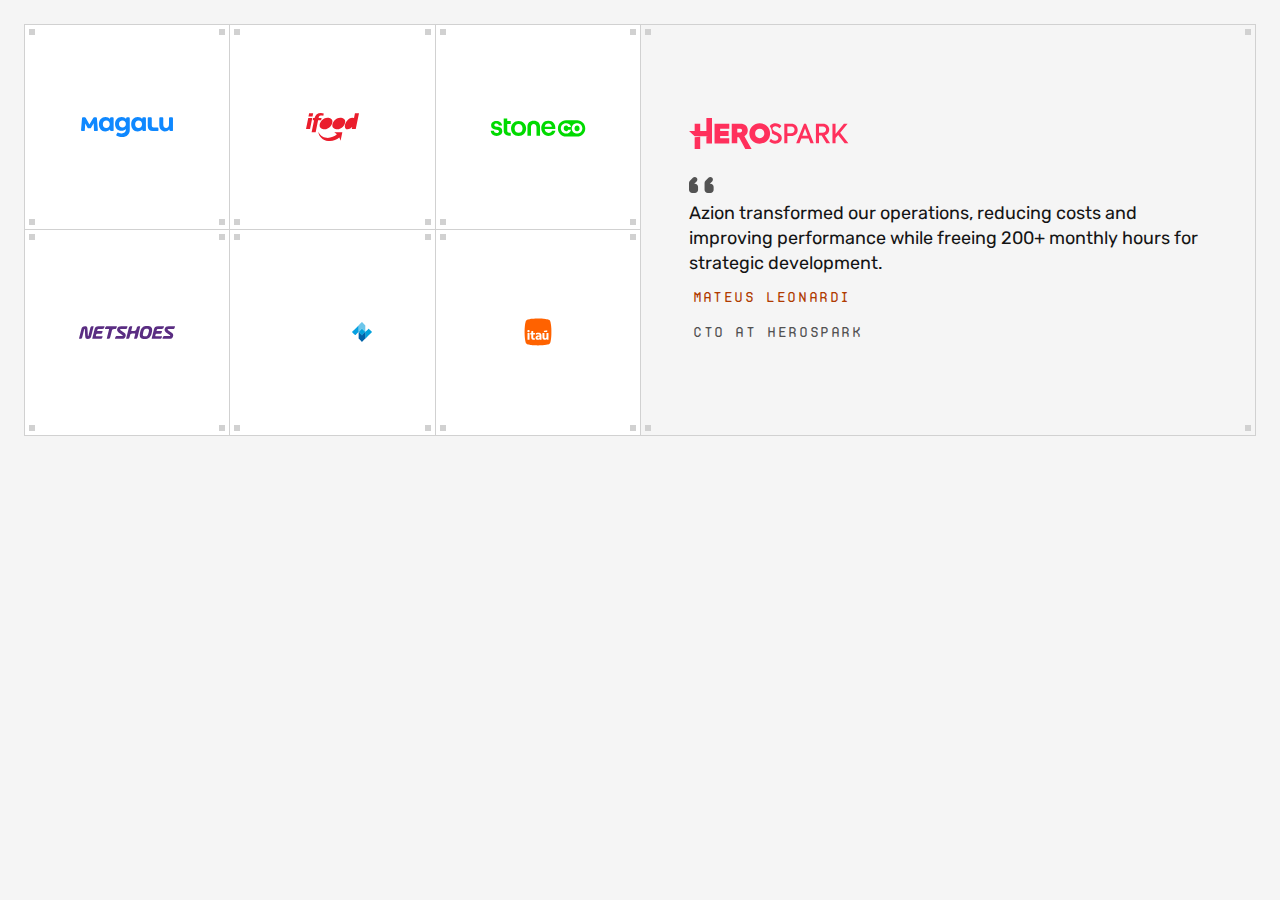 magalu
ifood
stone co
HEROSPARK
“
Azion transformed our operations, reducing costs and
improving performance while freeing 200+ monthly hours for
strategic development.
MATEUS LEONARDI
CTO AT HEROSPARK
NETSHOES
itaú